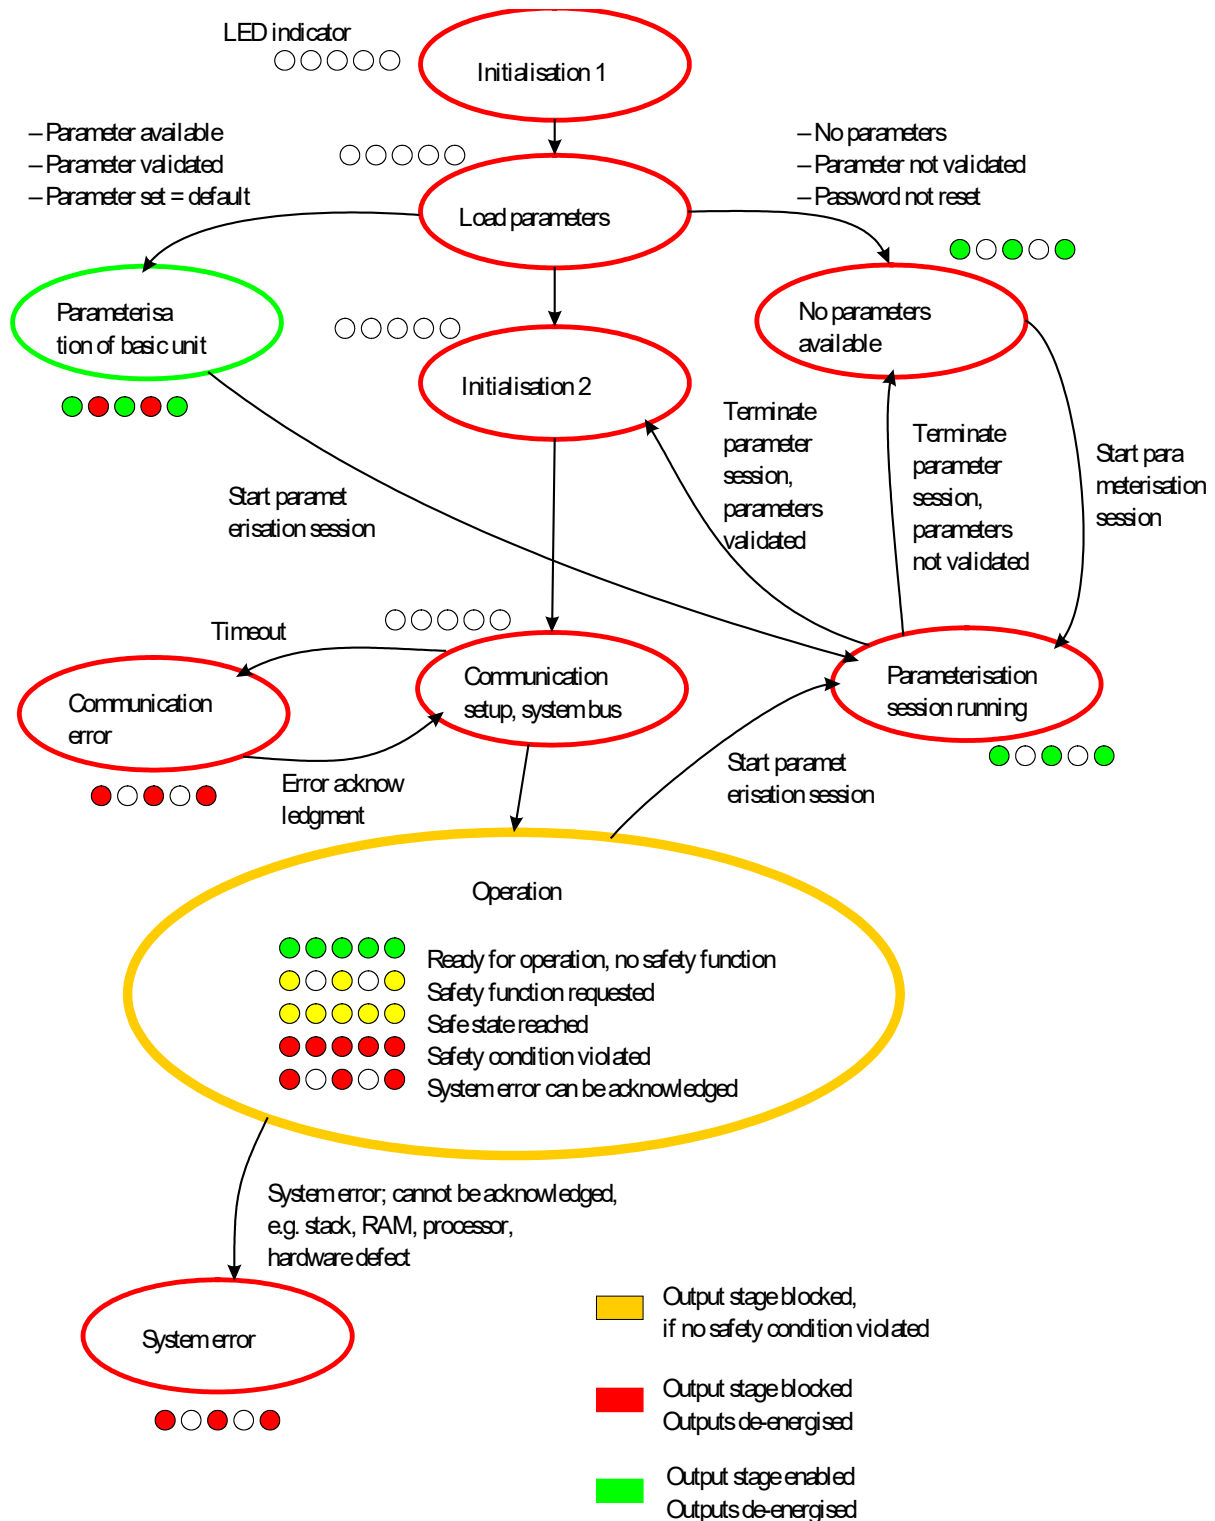 LED indicator
Initialisation 1
– Parameter available
– Parameter validated
– Parameter set = default
– No parameters
– Parameter not validated
– Password not reset
Load parameters
Parameterisa
tion of basic unit
No parameters
available
Initialisation 2
Terminate
parameter
session,
parameters
validated
Terminate
parameter
session,
parameters
not validated
Start para
meterisation
session
Start paramet
erisation session
Timeout
Communication
error
Communication
setup, system bus
Parameterisation
session running
Error acknow
ledgment
Start paramet
erisation session
Operation
Ready for operation, no safety function
Safety function requested
Safe state reached
Safety condition violated
System error can be acknowledged
System error; cannot be acknowledged,
e.g. stack, RAM, processor,
hardware defect
System error
Output stage blocked,
if no safety condition violated
Output stage blocked
Outputs de-energised
Output stage enabled
Outputs de-energised